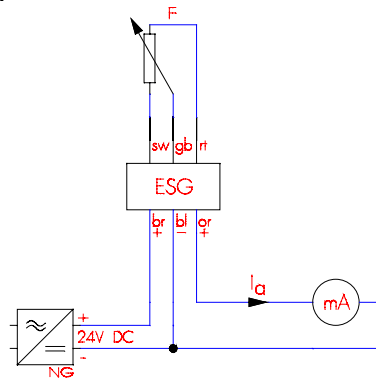 F
sw gb rt
ESG
br bl or
+ - +
Ia
mA
+
24V DC
-
NG